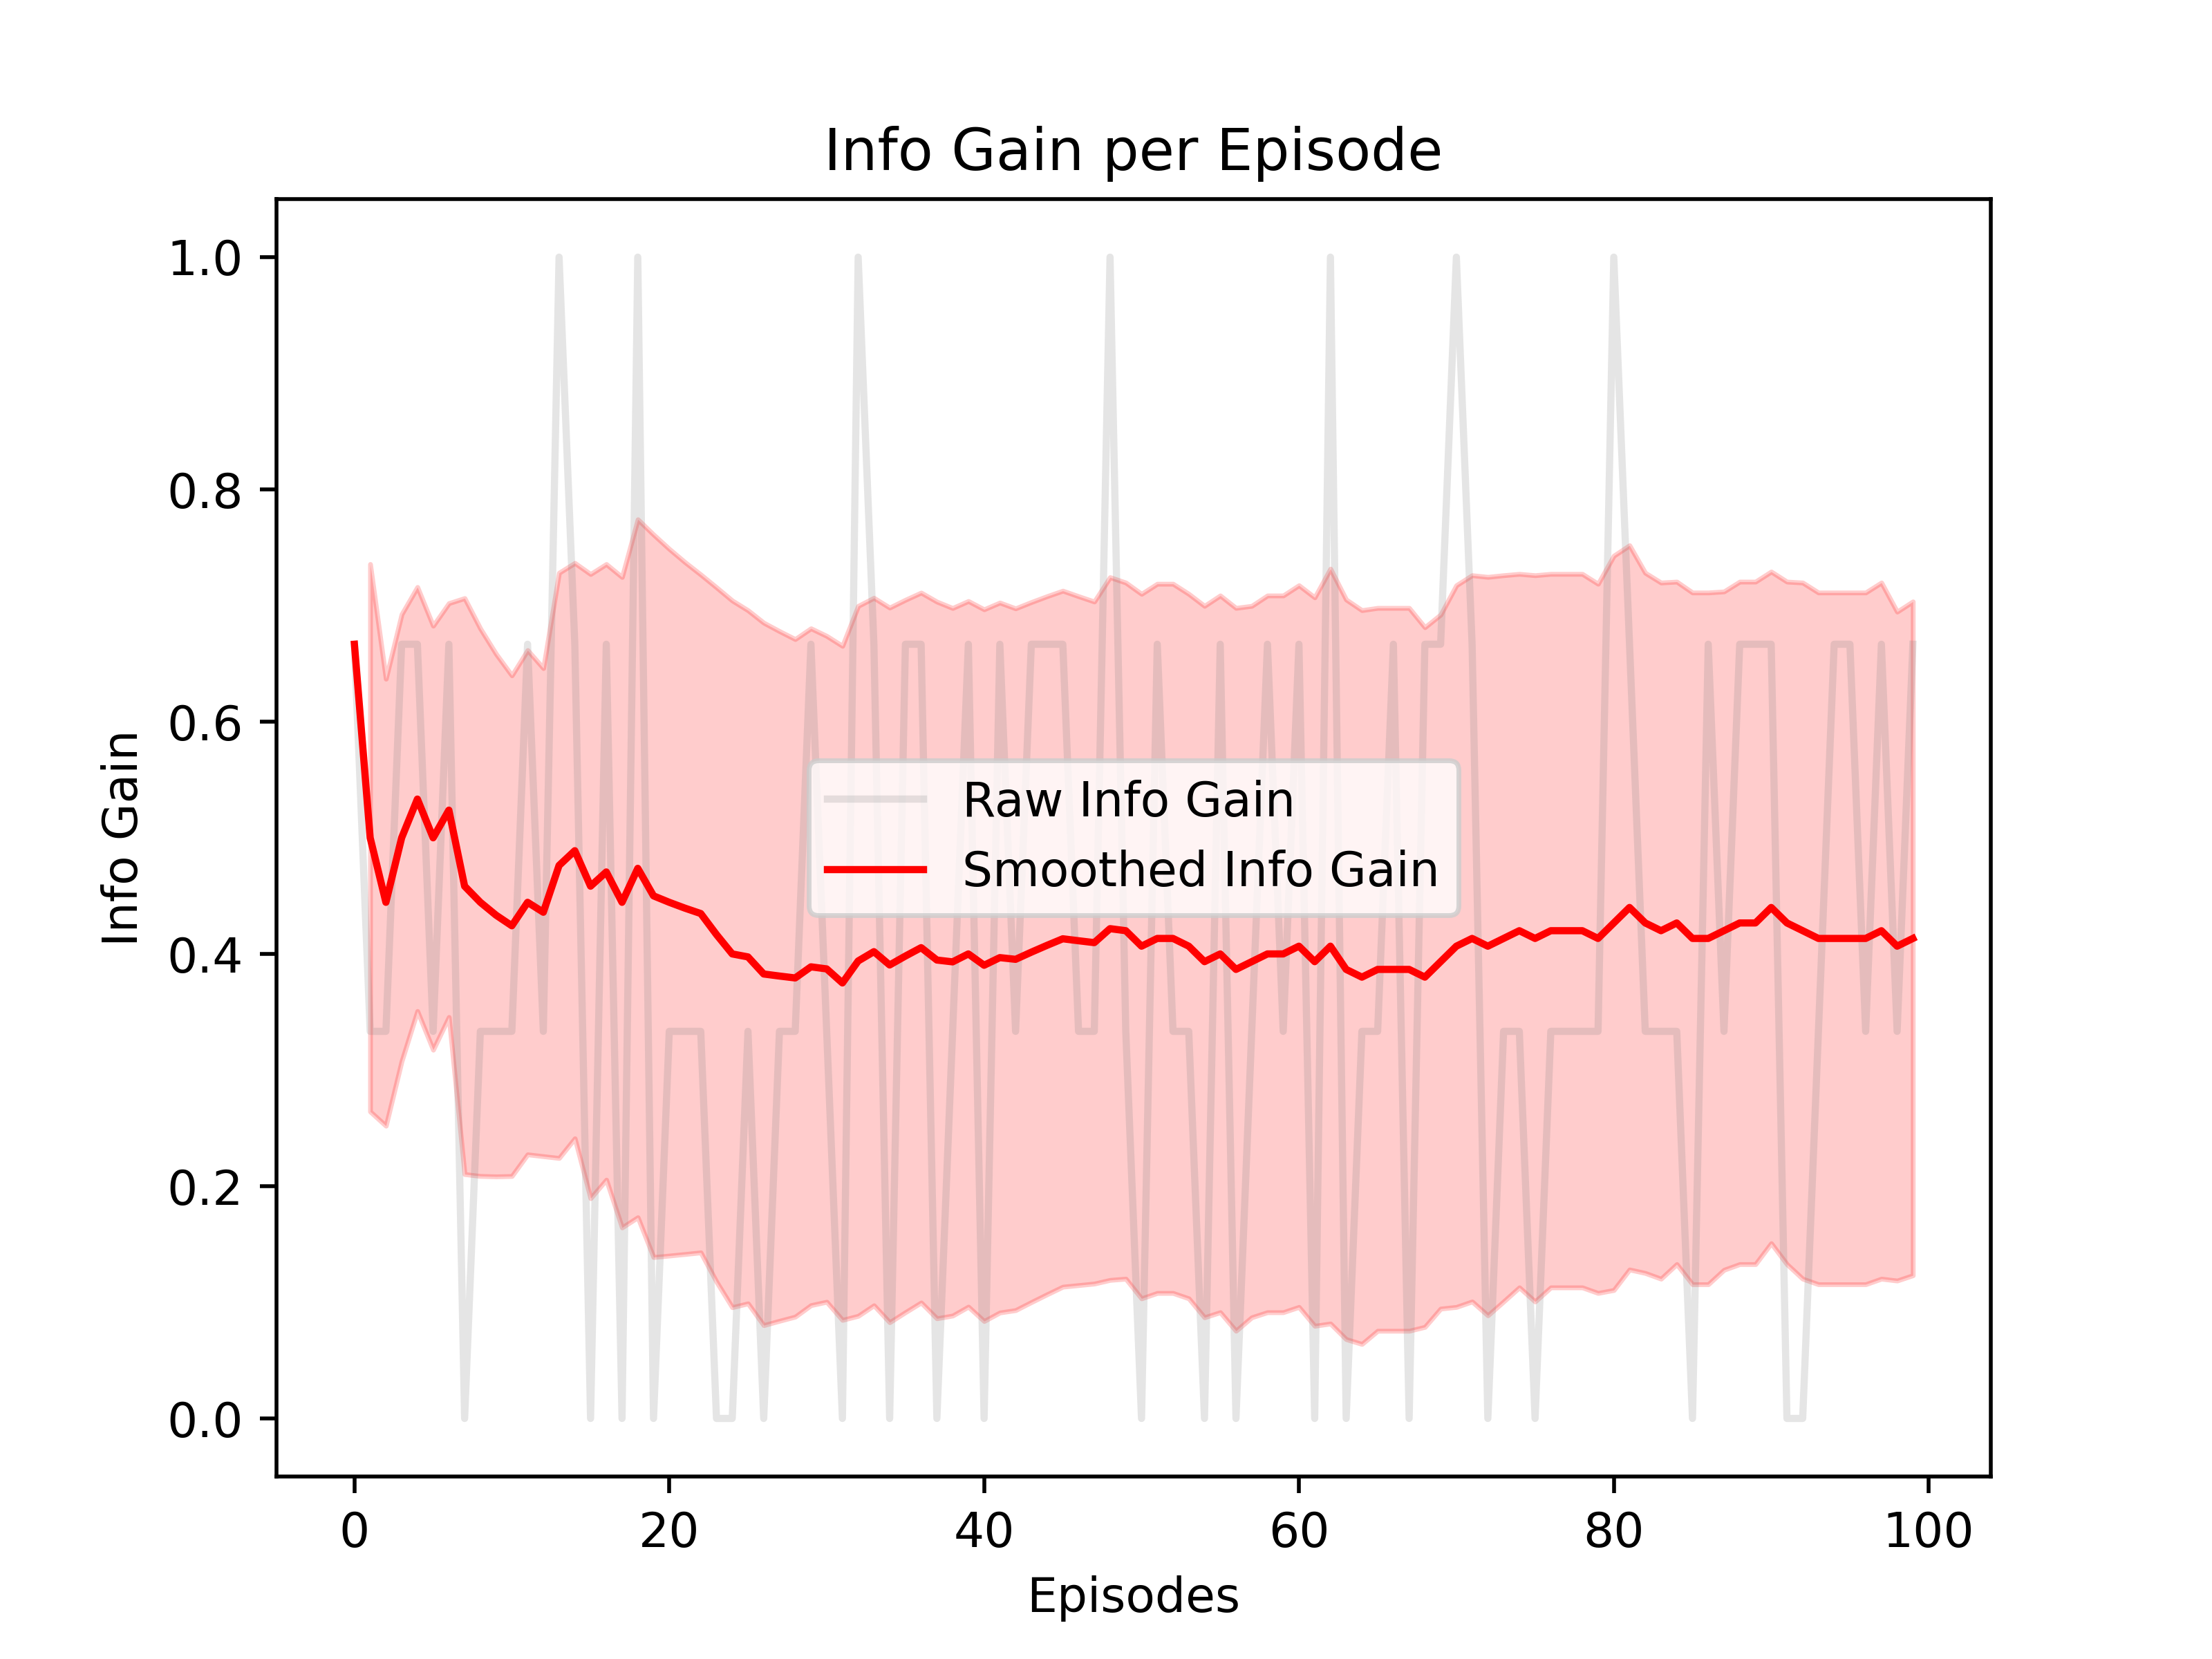 Info Gain per Episode
1.0
0.8
0.6
0.4
0.2
0.0
Info Gain
Raw Info Gain
Smoothed Info Gain
0 20 40 60 80 100
Episodes